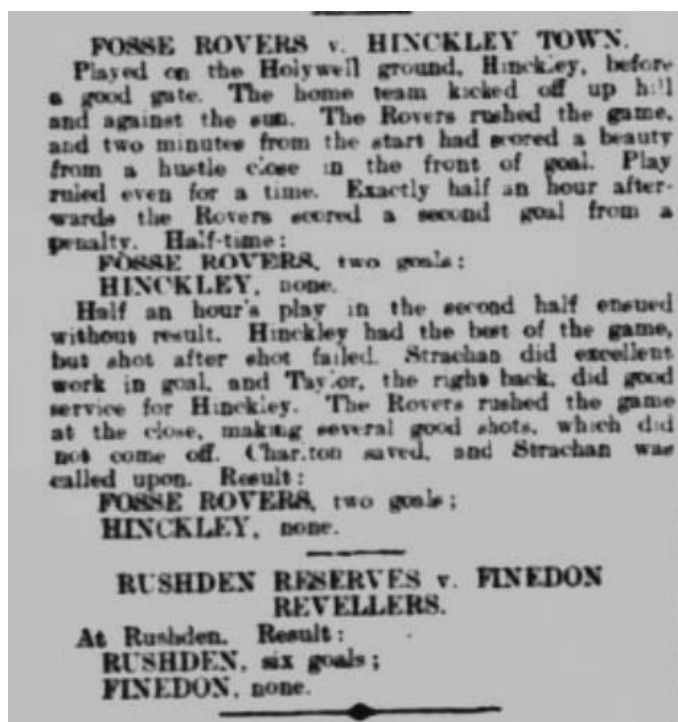 FOSSE ROVERS v. HINCKLEY TOWN.
Played on the Holywell ground, Hinckley, before
a good gate. The home team kicked off up hill
and against the sun. The Rovers rushed the game,
and two minutes from the start had scored a beauty
from a hustle close in the front of goal. Play
ruled even for a time. Exactly half an hour after-
wards the Rovers scored a second goal from a
penalty. Half-time:
FOSSE ROVERS, two goals;
HINCKLEY, none.
Half an hour's play in the second half ensued
without result. Hinckley had the best of the game,
but shot after shot failed. Strachan did excellent
work in goal, and Taylor, the right back, did good
service for Hinckley. The Rovers rushed the game
at the close, making several good shots, which did
not come off. Charlton saved, and Strachan was
called upon. Result:
FOSSE ROVERS, two goals;
HINCKLEY, none.
RUSHDEN RESERVES v. FINEDON
REVELLERS.
At Rushden. Result:
RUSHDEN, six goals;
FINEDON, none.